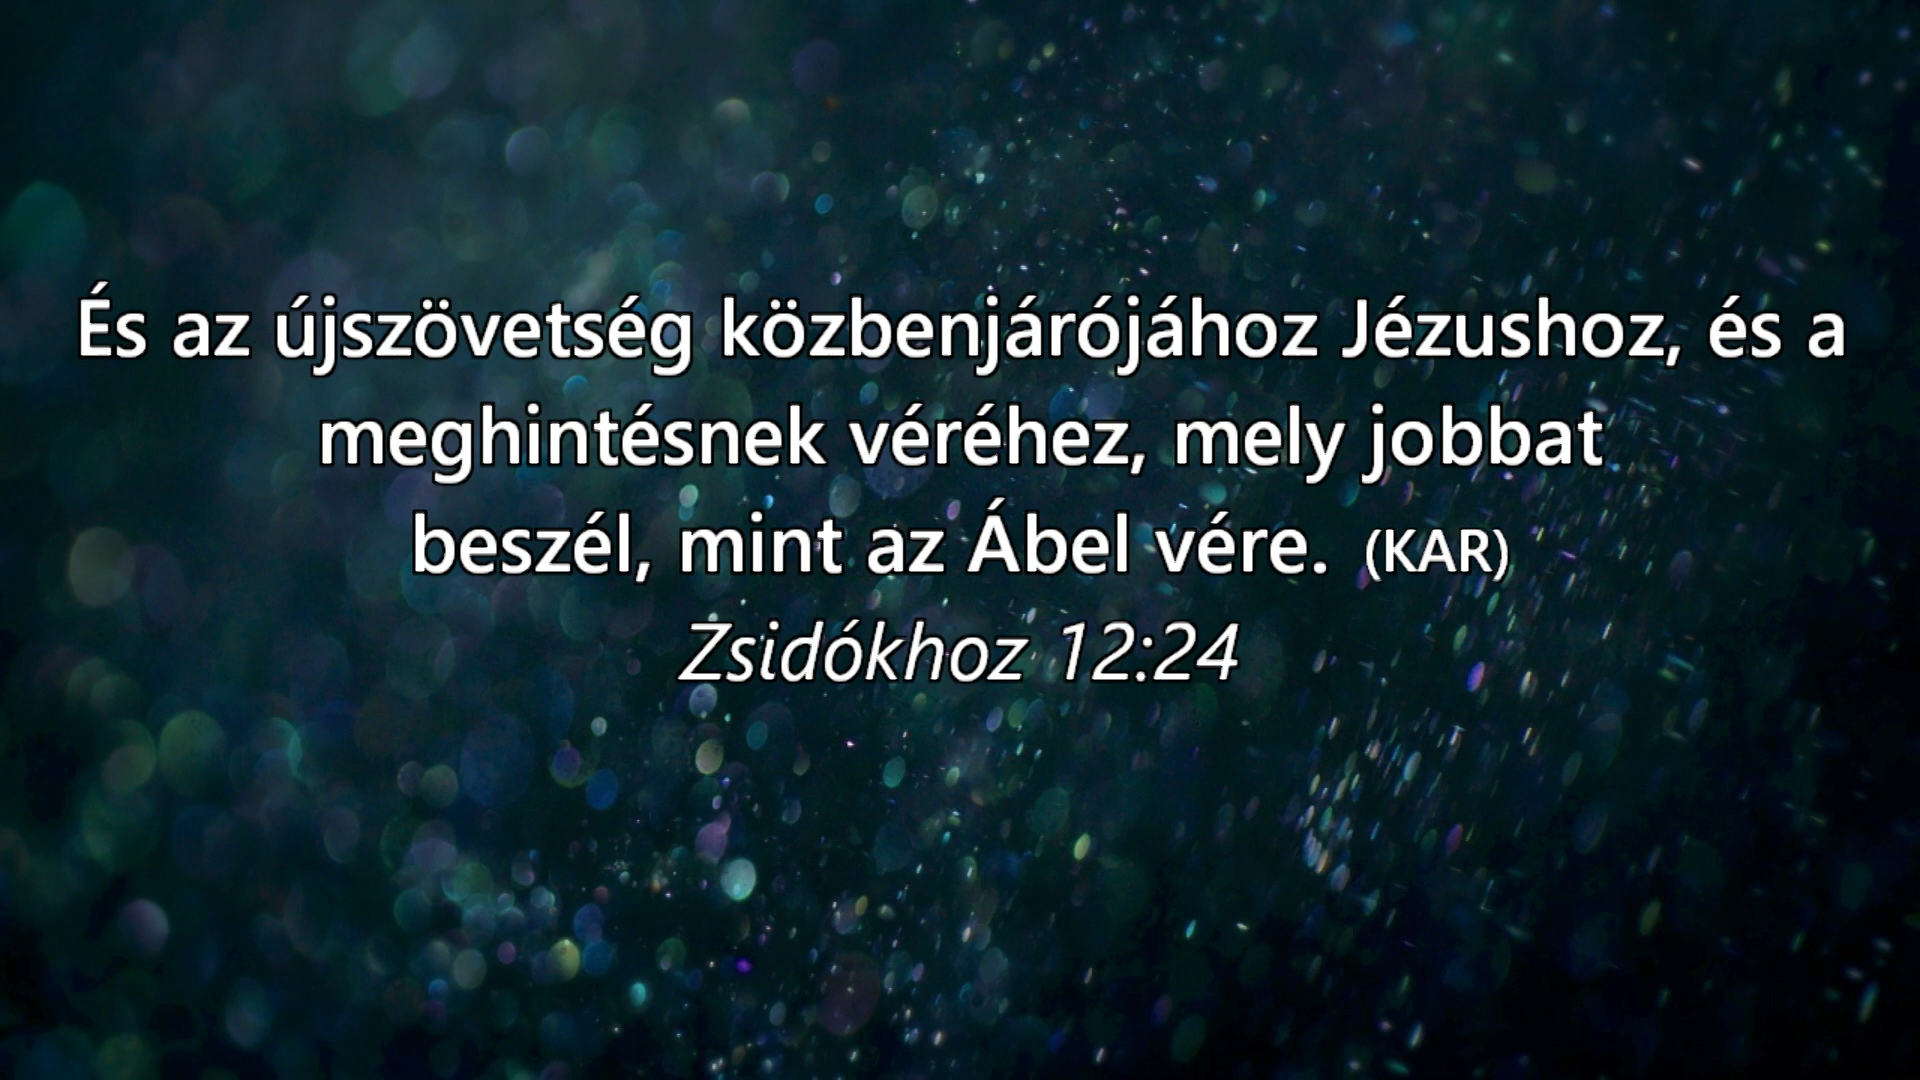 És az újszövetség közbenjárójához Jézushoz, és a
meghintésnek véréhez, mely jobbat
beszél, mint az Ábel vére. (KAR)
Zsidókhoz 12:24